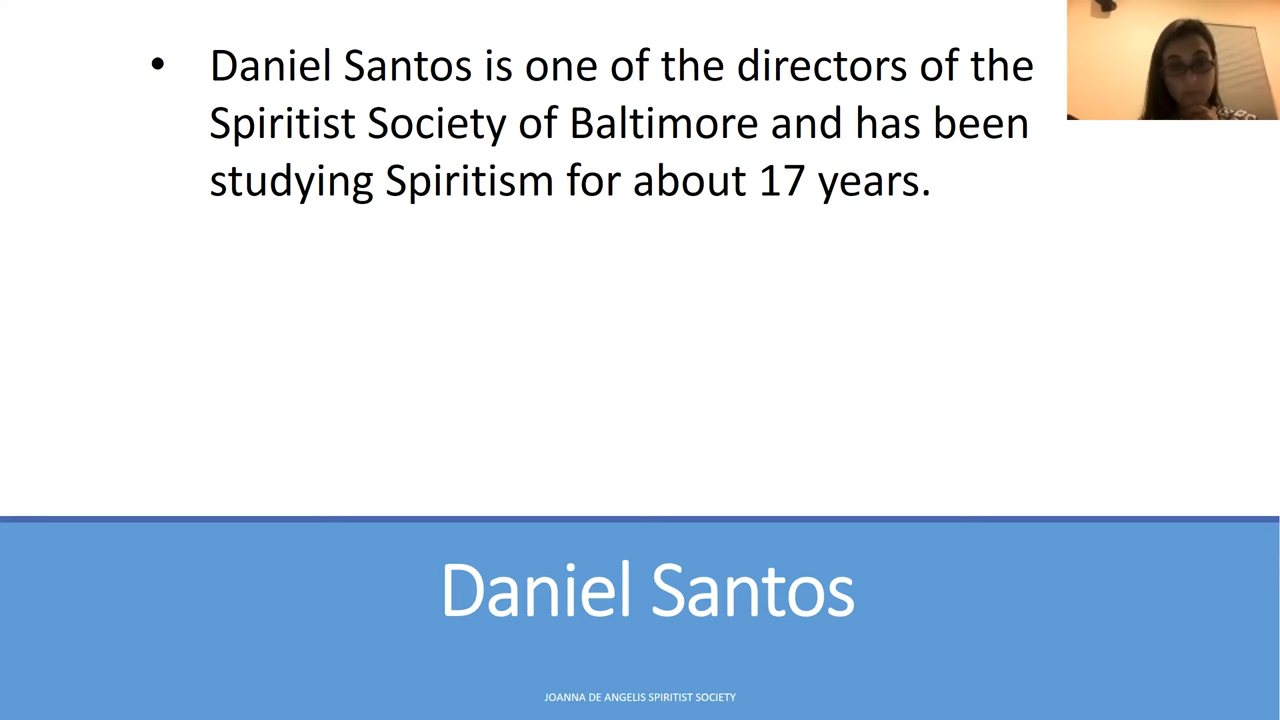 • Daniel Santos is one of the directors of the
Spiritist Society of Baltimore and has been
studying Spiritism for about 17 years.
Daniel Santos
JOANNA DE ANGELIS SPIRITIST SOCIETY